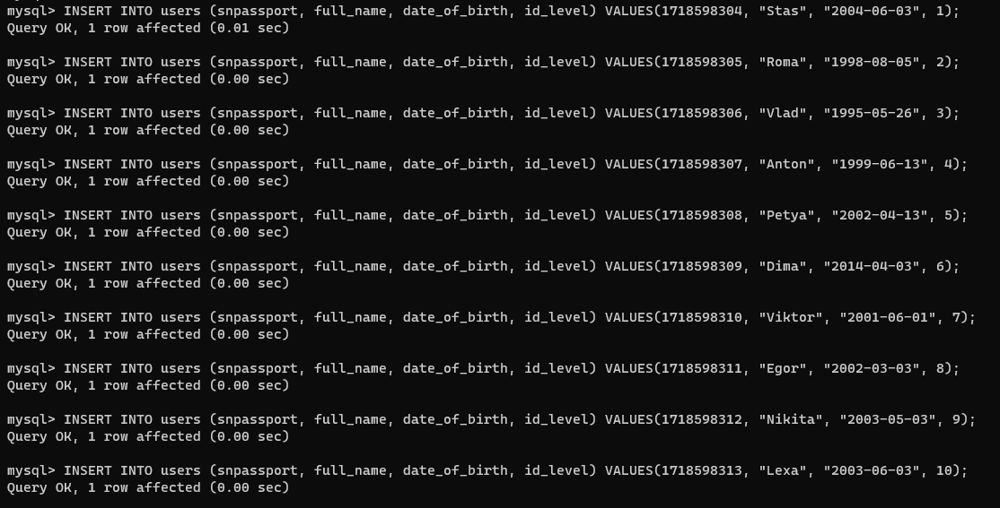 mysql> INSERT INTO users (snpassport, full_name, date_of_birth, id_level) VALUES(1718598304, "Stas", "2004-06-03", 1);
Query OK, 1 row affected (0.01 sec)
mysql> INSERT INTO users (snpassport, full_name, date_of_birth, id_level) VALUES(1718598305, "Roma", "1998-08-05", 2);
Query OK, 1 row affected (0.00 sec)
mysql> INSERT INTO users (snpassport, full_name, date_of_birth, id_level) VALUES(1718598306, "Vlad", "1995-05-26", 3);
Query OK, 1 row affected (0.00 sec)
mysql> INSERT INTO users (snpassport, full_name, date_of_birth, id_level) VALUES(1718598307, "Anton", "1999-06-13", 4);
Query OK, 1 row affected (0.00 sec)
mysql> INSERT INTO users (snpassport, full_name, date_of_birth, id_level) VALUES(1718598308, "Petya", "2002-04-13", 5);
Query OK, 1 row affected (0.00 sec)
mysql> INSERT INTO users (snpassport, full_name, date_of_birth, id_level) VALUES(1718598309, "Dima", "2014-04-03", 6);
Query OK, 1 row affected (0.00 sec)
mysql> INSERT INTO users (snpassport, full_name, date_of_birth, id_level) VALUES(1718598310, "Viktor", "2001-06-01", 7);
Query OK, 1 row affected (0.00 sec)
mysql> INSERT INTO users (snpassport, full_name, date_of_birth, id_level) VALUES(1718598311, "Egor", "2002-03-03", 8);
Query OK, 1 row affected (0.00 sec)
mysql> INSERT INTO users (snpassport, full_name, date_of_birth, id_level) VALUES(1718598312, "Nikita", "2003-05-03", 9);
Query OK, 1 row affected (0.00 sec)
mysql> INSERT INTO users (snpassport, full_name, date_of_birth, id_level) VALUES(1718598313, "Lexa", "2003-06-03", 10);
Query OK, 1 row affected (0.00 sec)